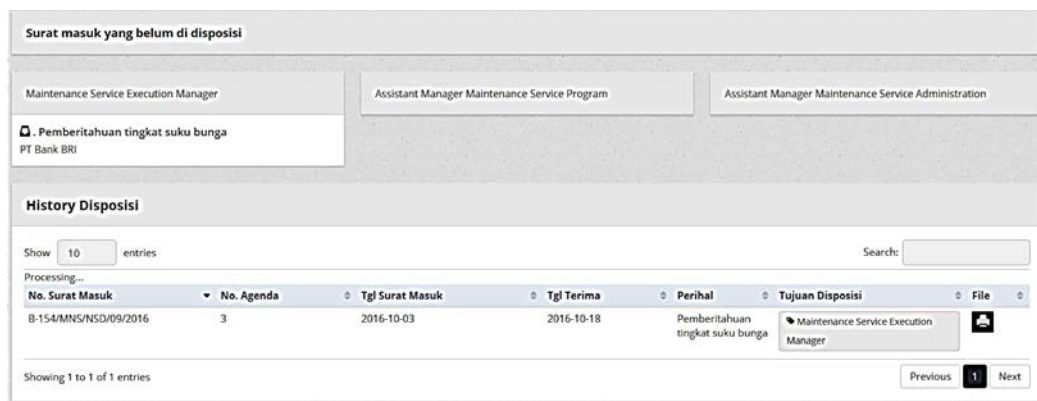 Surat masuk yang belum di disposisi
Maintenance Service Execution Manager
Assistant Manager Maintenance Service Program
Assistant Manager Maintenance Service Administration
. Pemberitahuan tingkat suku bunga
PT Bank BRI
History Disposisi
Show 10 entries
Search:
Processing...
No. Surat Masuk No. Agenda Tgl Surat Masuk Tgl Terima Perihal Tujuan Disposisi File
B-154/MNS/NSD/09/2016 3 2016-10-03 2016-10-18 Pemberitahuan tingkat suku bunga Maintenance Service Execution Manager
Showing 1 to 1 of 1 entries
Previous 1 Next